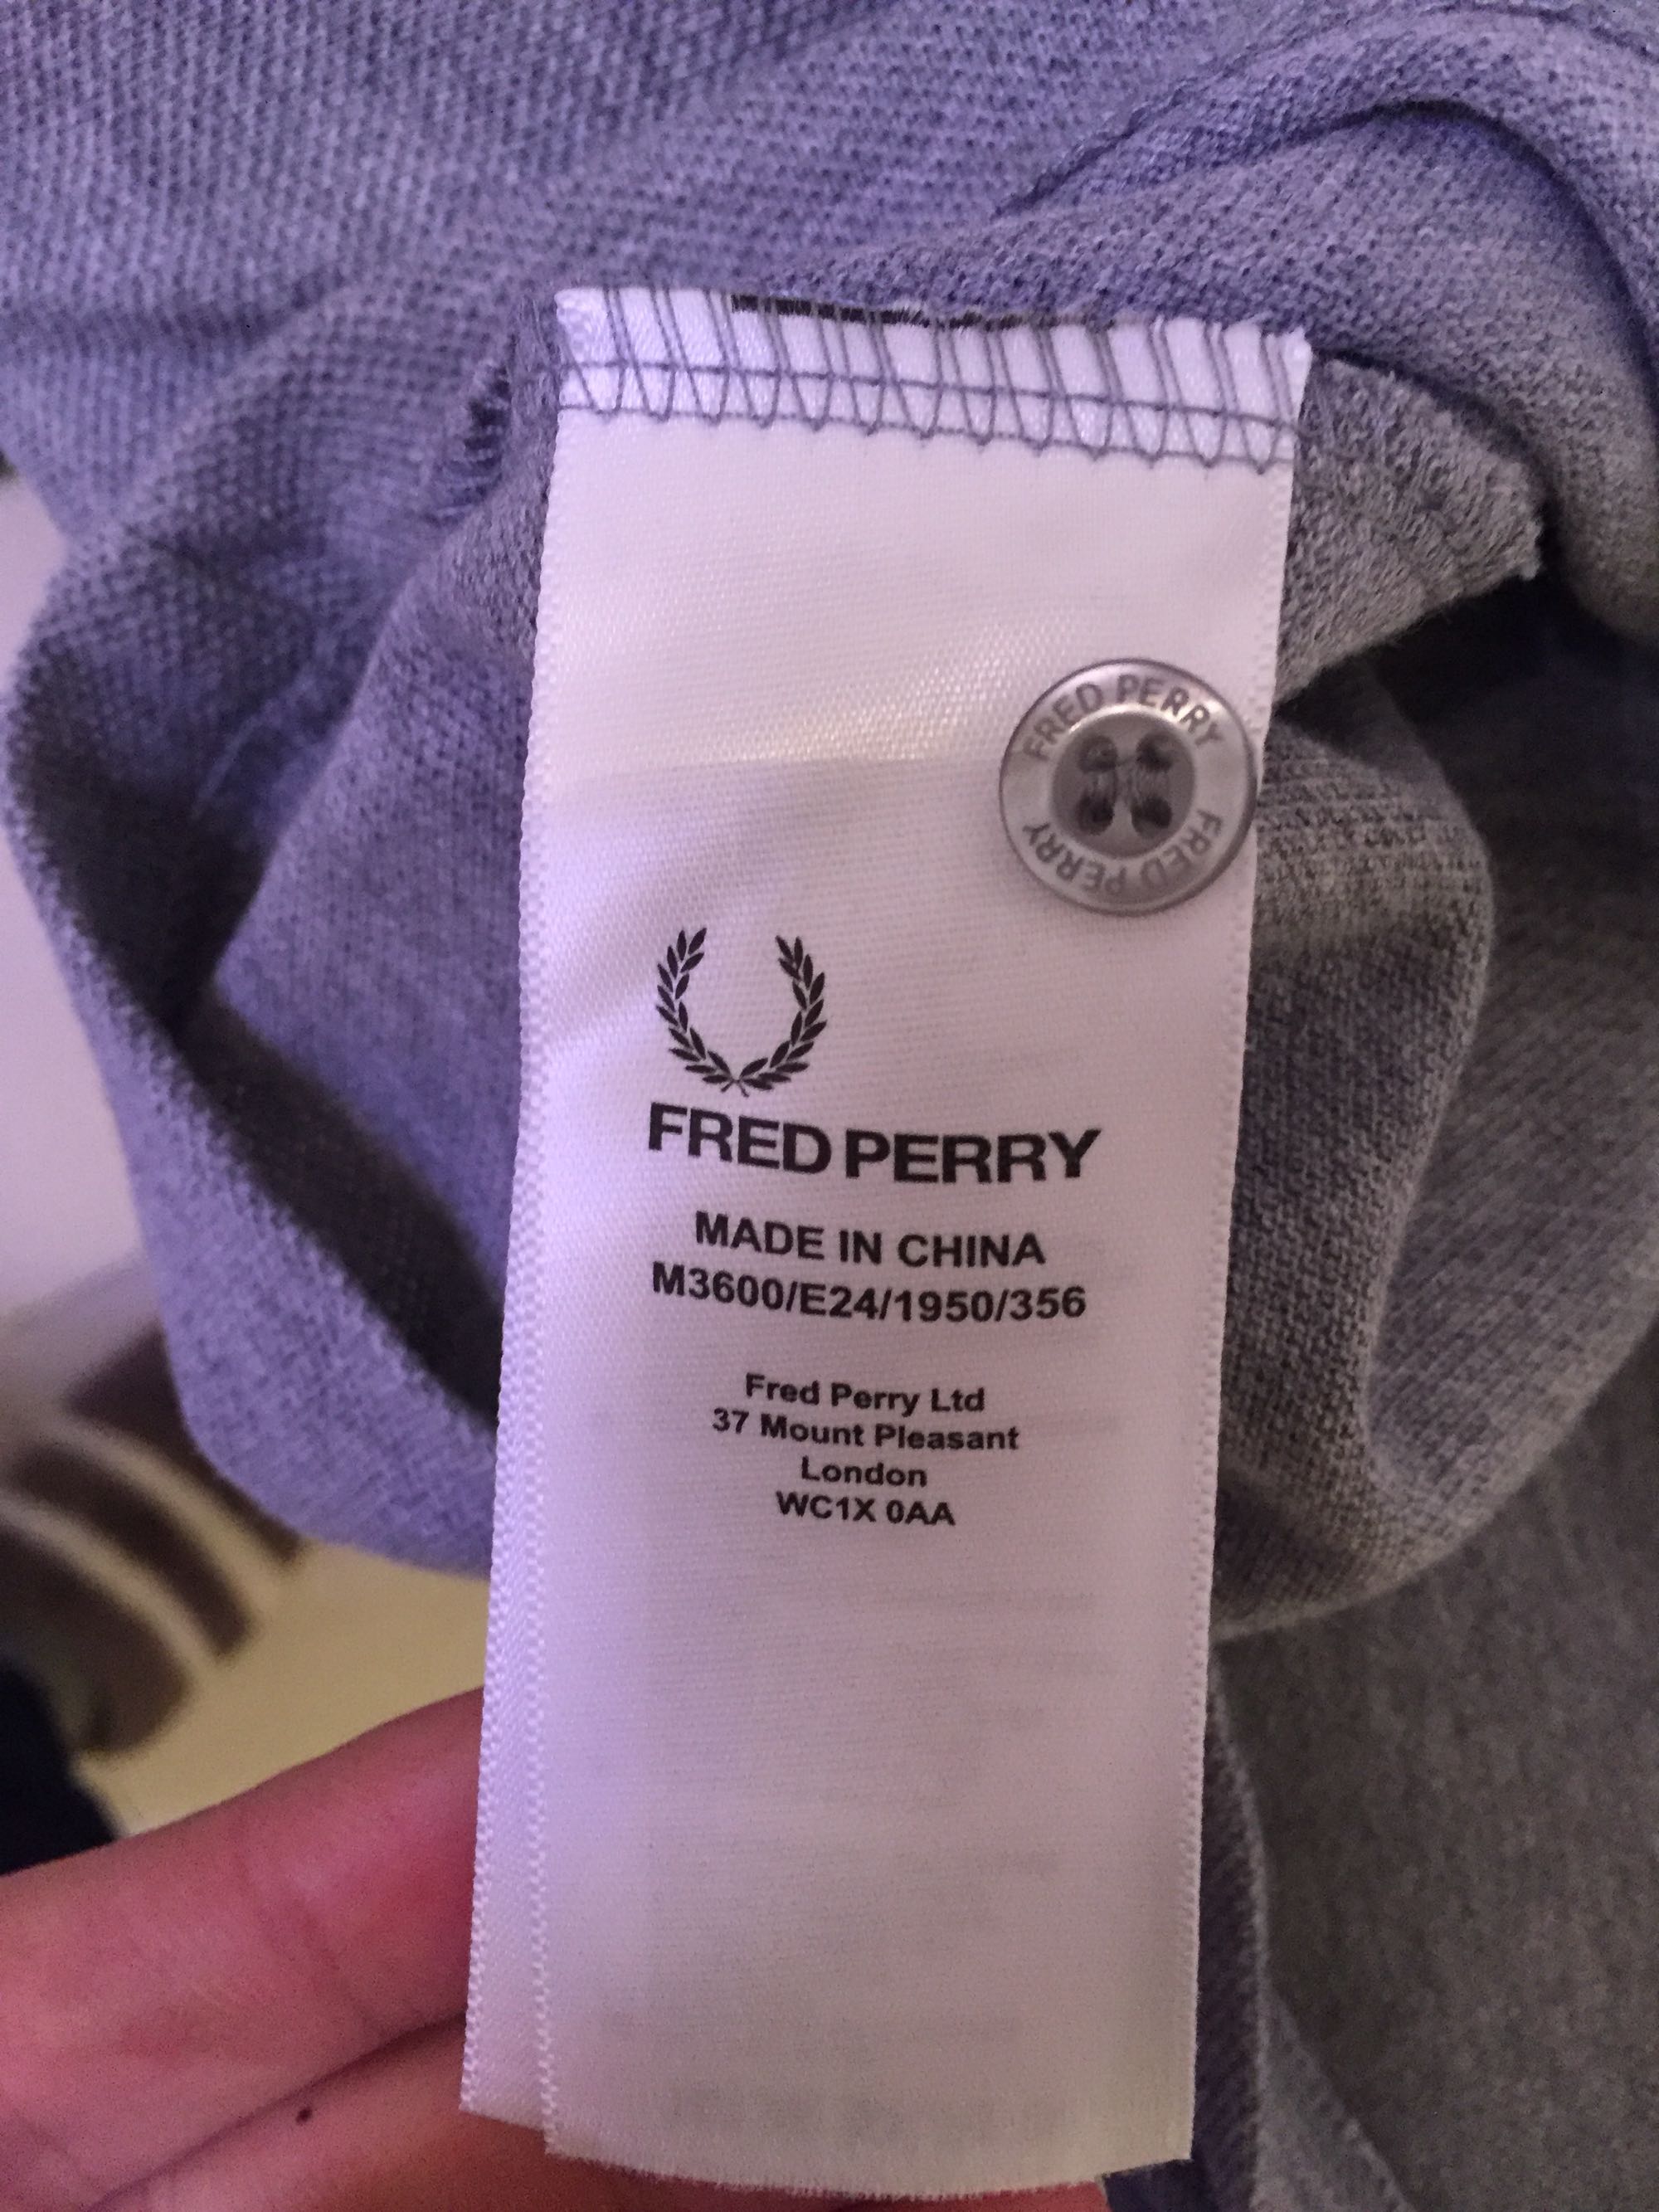 FRED PERRY
FRED PERRY
FRED PERRY
MADE IN CHINA
M3600/E24/1950/356
Fred Perry Ltd
37 Mount Pleasant
London
WC1X 0AA